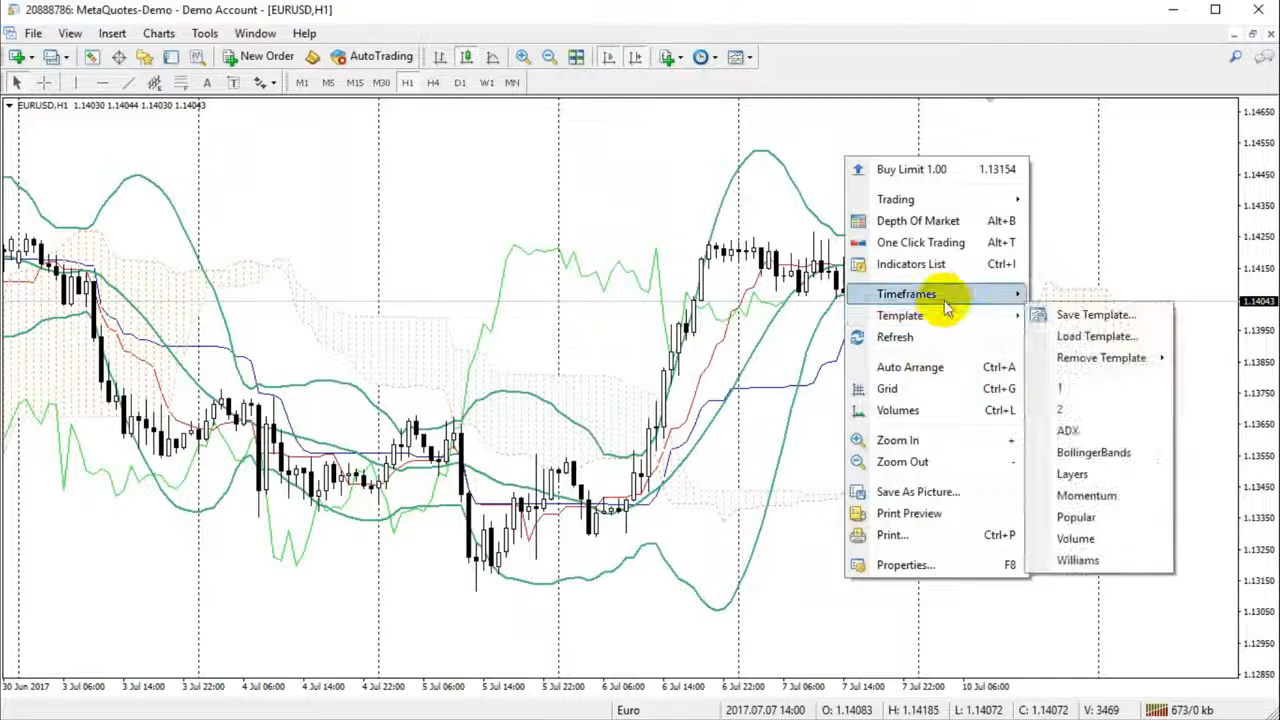 20888786: MetaQuotes-Demo - Demo Account - [EURUSD,H1]
File View Insert Charts Tools Window Help
New Order AutoTrading
A T M1 M5 M15 M30 H1 H4 D1 W1 MN
EURUSD,H1 1.14030 1.14044 1.14030 1.14043
1.14650
1.14550
1.14450
1.14350
1.14250
1.14150
1.14043
1.13950
1.13850
1.13750
1.13650
1.13550
1.13450
1.13350
1.13250
1.13150
1.13050
1.12950
1.12850
Buy Limit 1.00 1.13154
Trading
Depth Of Market Alt+B
One Click Trading Alt+T
Indicators List Ctrl+I
Timeframes
Template
Refresh
Auto Arrange Ctrl+A
Grid Ctrl+G
Volumes Ctrl+L
Zoom In +
Zoom Out -
Save As Picture...
Print Preview
Print... Ctrl+P
Properties... F8
Save Template...
Load Template...
Remove Template
1
2
ADX
BollingerBands
Layers
Momentum
Popular
Volume
Williams
30 Jun 2017 3 Jul 06:00 3 Jul 14:00 3 Jul 22:00 4 Jul 06:00 4 Jul 14:00 4 Jul 22:00 5 Jul 06:00 5 Jul 14:00 5 Jul 22:00 6 Jul 06:00 6 Jul 14:00 6 Jul 22:00 7 Jul 06:00 7 Jul 14:00 7 Jul 22:00 10 Jul 06:00
Euro 2017.07.07 14:00 O: 1.14083 H: 1.14185 L: 1.14072 C: 1.14072 V: 3469 673/0 kb